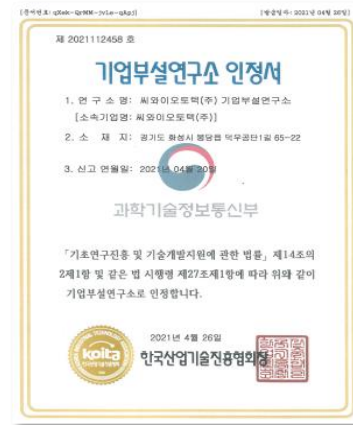 제 2021112458 호
기업부설연구소 인정서
1. 연 구 소 명: 씨와이오토텍(주) 기업부설연구소
[소속기업명: 씨와이오토텍(주)]
2. 소 재 지: 경기도 화성시 봉담읍 덕우공단1길 65-22
3. 신고 연월일: 2021년 04월 20일
과학기술정보통신부
「기초연구진흥 및 기술개발지원에 관한 법률」 제14조의
2제1항 및 같은 법 시행령 제27조제1항에 따라 위와 같이
기업부설연구소로 인정합니다.
2021년 4월 26일
koita
한국산업기술진흥협회장